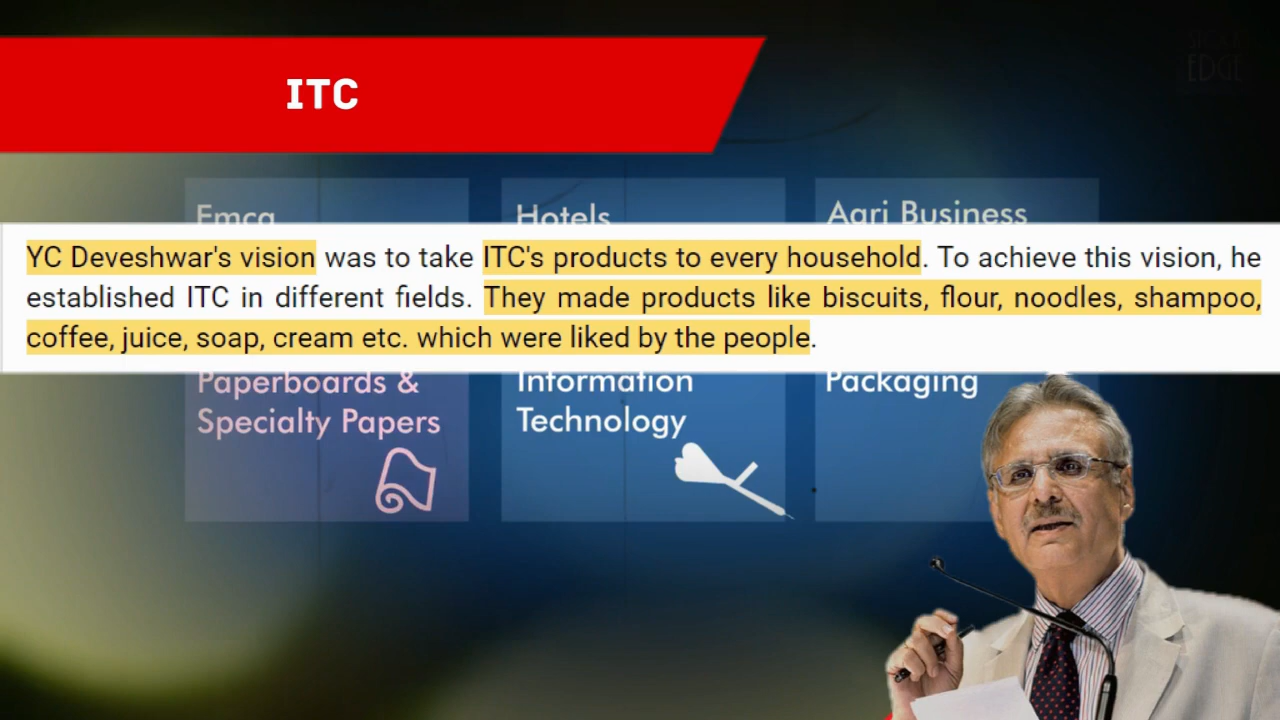 ITC
EDGE
Fmcg
Hotels
Agri Business
YC Deveshwar's vision was to take ITC's products to every household. To achieve this vision, he
established ITC in different fields. They made products like biscuits, flour, noodles, shampoo,
coffee, juice, soap, cream etc. which were liked by the people.
Paperboards &
Specialty Papers
Information
Technology
Packaging